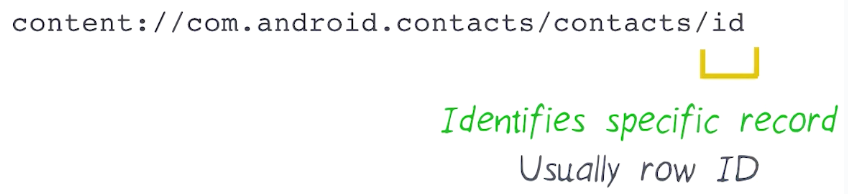 content://com.android.contacts/contacts/id
Identifies specific record
Usually row ID